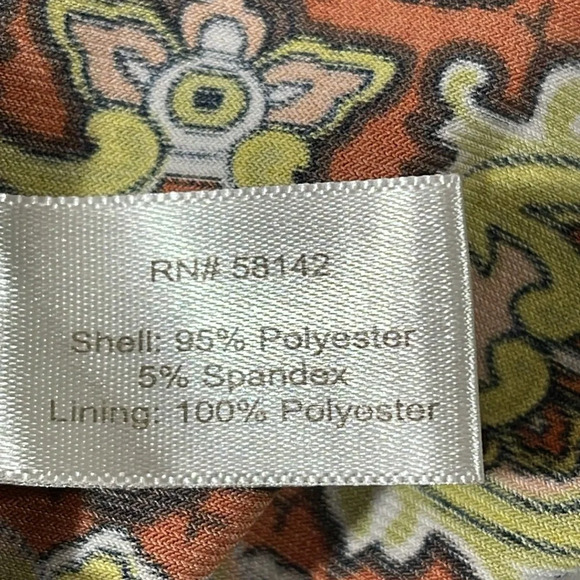 RN# 58142
Shell: 95% Polyester
5% Spandex
Lining: 100% Polyester